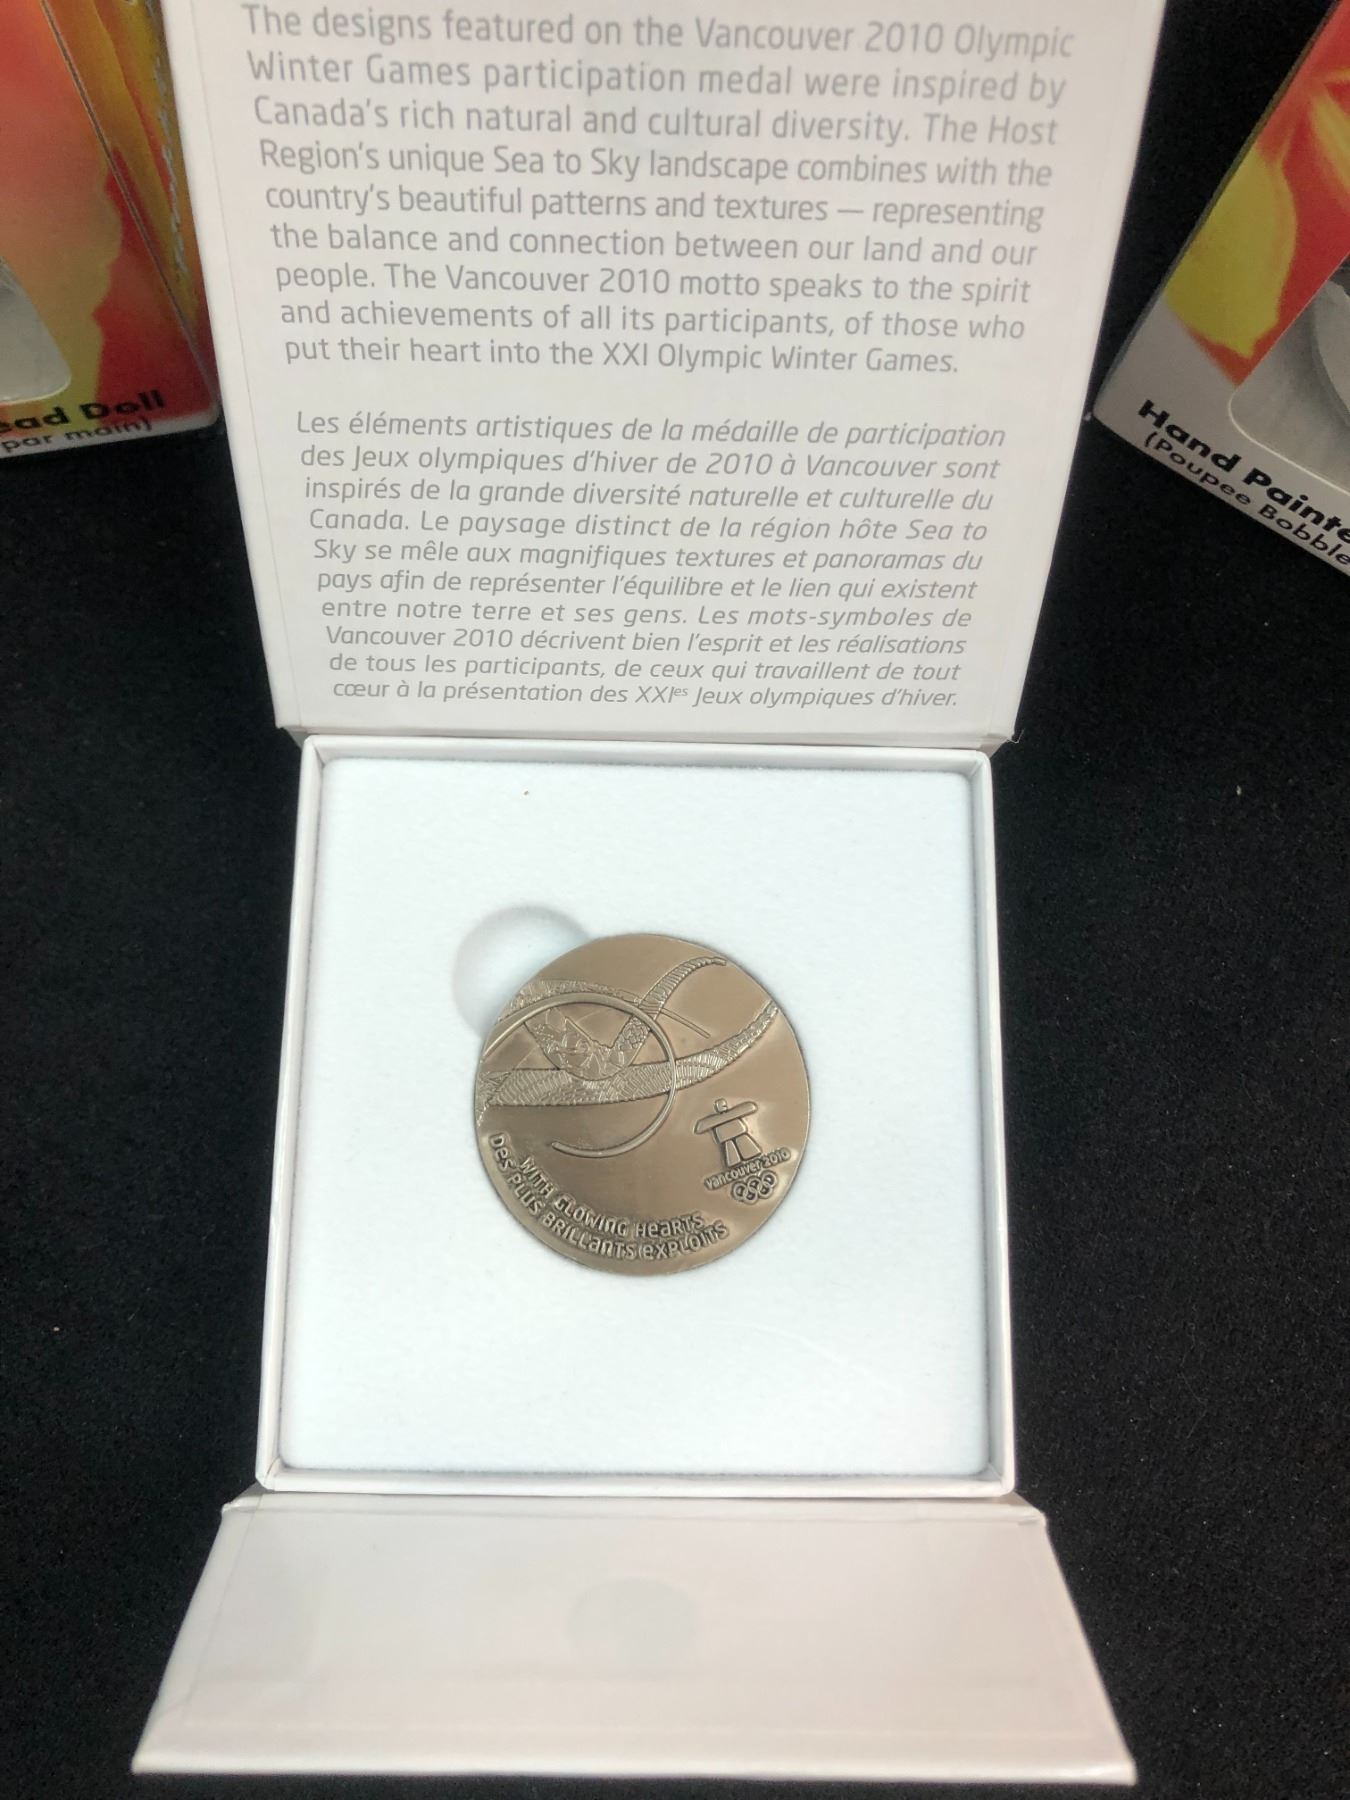 The designs featured on the Vancouver 2010 Olympic
Winter Games participation medal were inspired by
Canada's rich natural and cultural diversity. The Host
Region's unique Sea to Sky landscape combines with the
country's beautiful patterns and textures — representing
the balance and connection between our land and our
people. The Vancouver 2010 motto speaks to the spirit
and achievements of all its participants, of those who
put their heart into the XXI Olympic Winter Games.
Les éléments artistiques de la médaille de participation
des Jeux olympiques d'hiver de 2010 à Vancouver sont
inspirés de la grande diversité naturelle et culturelle du
Canada. Le paysage distinct de la région hôte Sea to
Sky se mêle aux magnifiques textures et panoramas du
pays afin de représenter l'équilibre et le lien qui existent
entre notre terre et ses gens. Les mots-symboles de
Vancouver 2010 décrivent bien l'esprit et les réalisations
de tous les participants, de ceux qui travaillent de tout
cœur à la présentation des XXIes Jeux olympiques d'hiver.
ead Doll
par main)
Hand Painte
(Poupee Bobble
vancouver 2010
WITH GLOWING HeaRTS
Des PLUS BRILLanTS exPLOITS